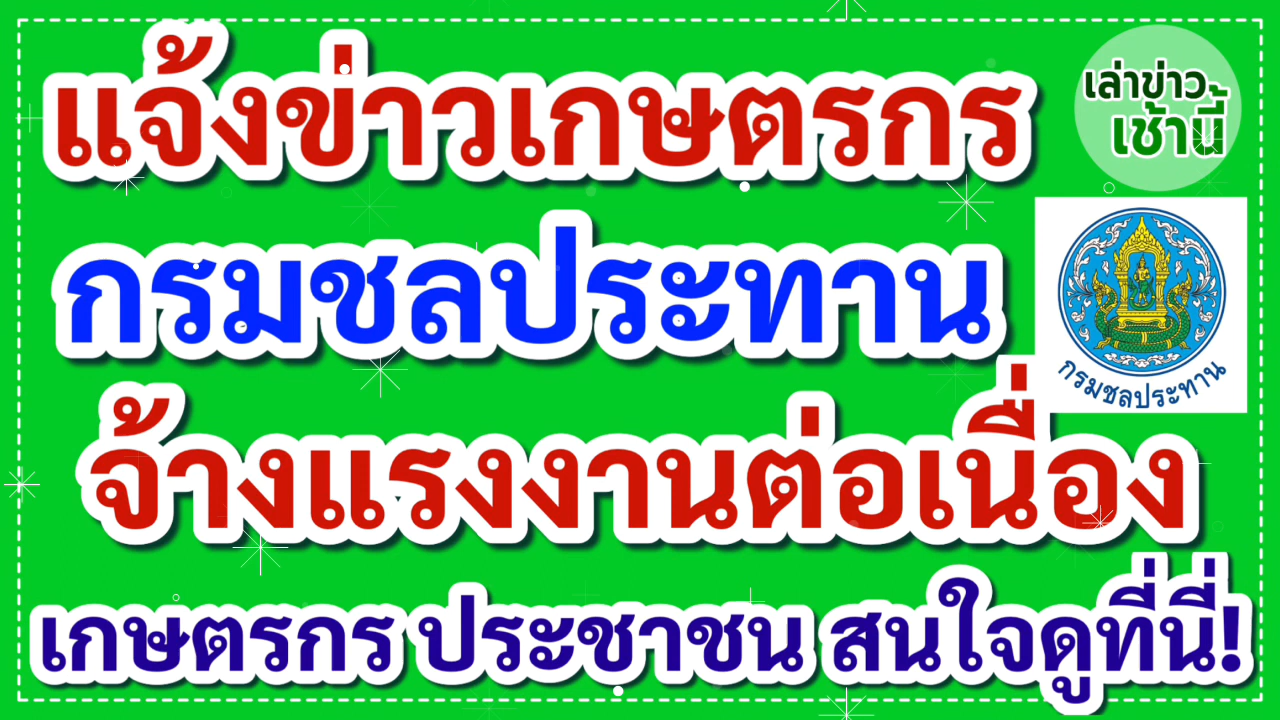 แจ้งข่าวเกษตรกร
เล่าข่าว
เช้านี้
กรมชลประทาน
กรมชลประทาน
จ้างแรงงานต่อเนื่อง
เกษตรกร ประชาชน สนใจดูที่นี่!